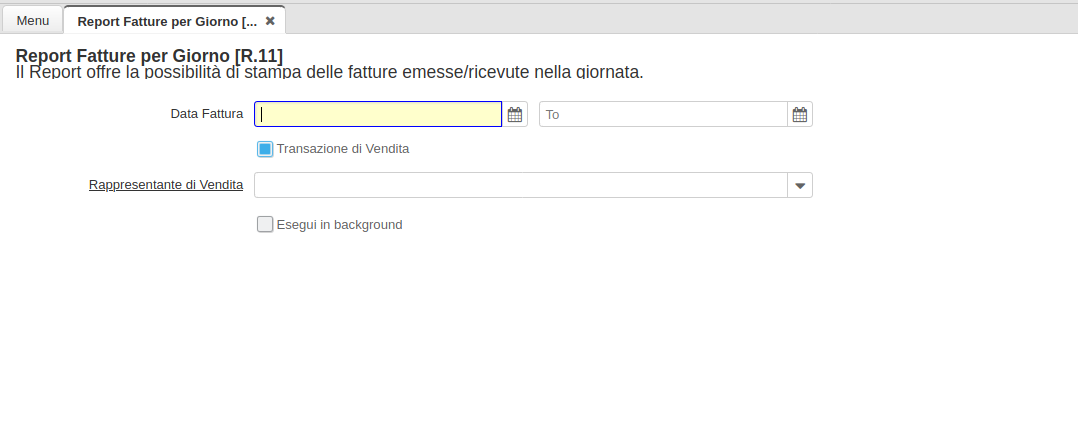 Menu
Report Fatture per Giorno [...
Report Fatture per Giorno [R.11]
Il Report offre la possibilità di stampa delle fatture emesse/ricevute nella giornata.
Data Fattura
To
Transazione di Vendita
Rappresentante di Vendita
Esegui in background